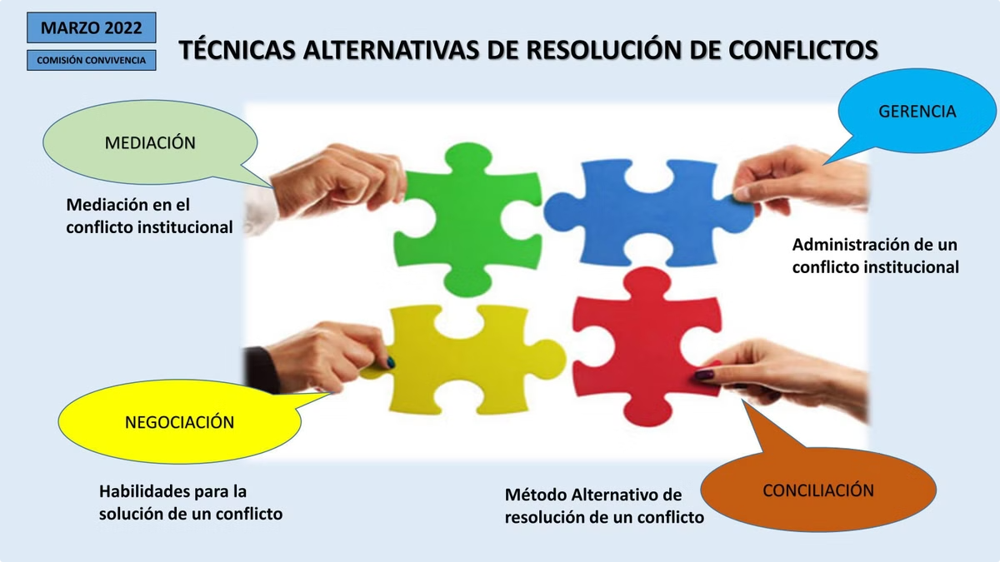 MARZO 2022
COMISIÓN CONVIVENCIA
TÉCNICAS ALTERNATIVAS DE RESOLUCIÓN DE CONFLICTOS
GERENCIA
MEDIACIÓN
Mediación en el
conflicto institucional
Administración de un
conflicto institucional
NEGOCIACIÓN
Habilidades para la
solución de un conflicto
Método Alternativo de
resolución de un conflicto
CONCILIACIÓN